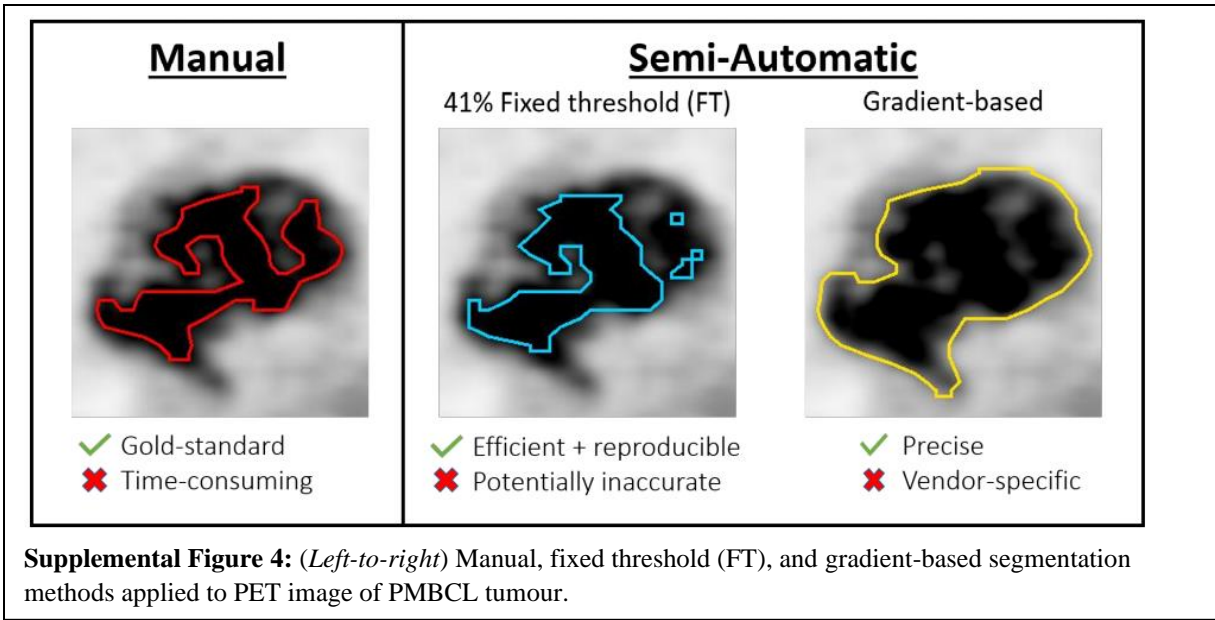 Manual
Semi-Automatic
41% Fixed threshold (FT)
Gradient-based
Gold-standard
Time-consuming
Efficient + reproducible
Potentially inaccurate
Precise
Vendor-specific
Supplemental Figure 4: (Left-to-right) Manual, fixed threshold (FT), and gradient-based segmentation
methods applied to PET image of PMBCL tumour.